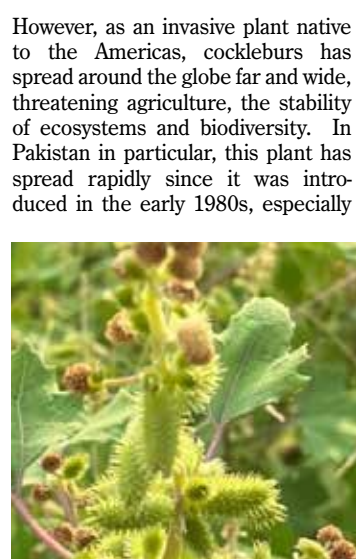 However, as an invasive plant native
to the Americas, cockleburs has
spread around the globe far and wide,
threatening agriculture, the stability
of ecosystems and biodiversity. In
Pakistan in particular, this plant has
spread rapidly since it was intro-
duced in the early 1980s, especially